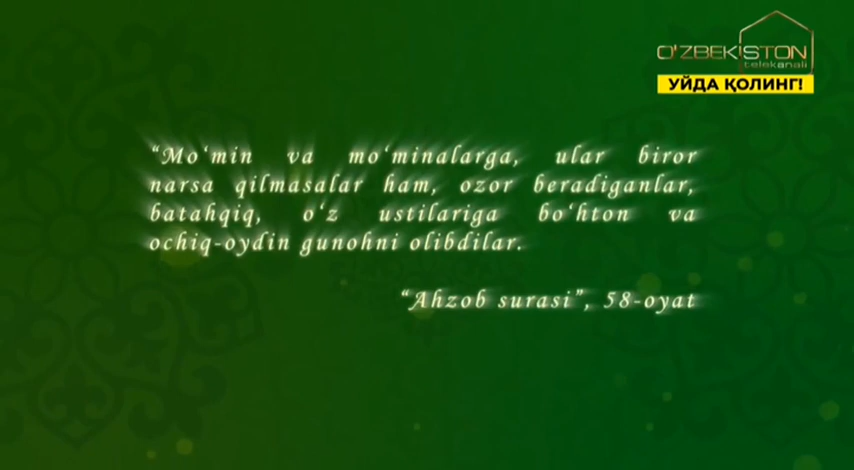 O'ZBEKISTON
telekanali
УЙДА ҚОЛИНГ!
“Mo‘min va mo‘minalarga, ular biror
narsa qilmasalar ham, ozor beradiganlar,
batahqiq, o‘z ustilariga bo‘hton va
ochiq-oydin gunohni olibdilar.
“Ahzob surasi”, 58-oyat